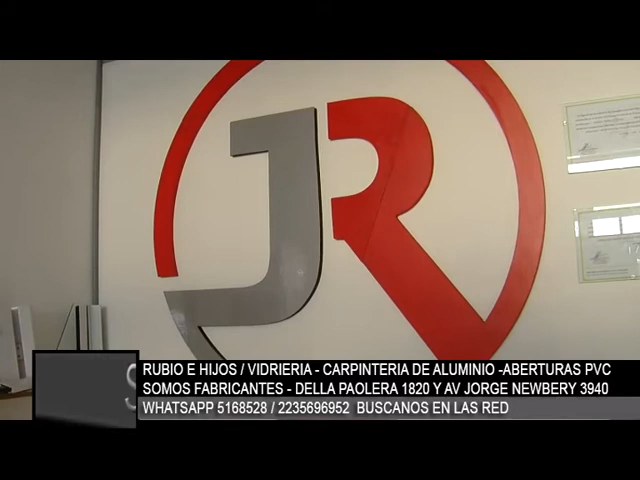 JR
RUBIO E HIJOS / VIDRIERIA - CARPINTERIA DE ALUMINIO -ABERTURAS PVC
SOMOS FABRICANTES - DELLA PAOLERA 1820 Y AV JORGE NEWBERY 3940
WHATSAPP 5168528 / 2235696952 BUSCANOS EN LAS RED